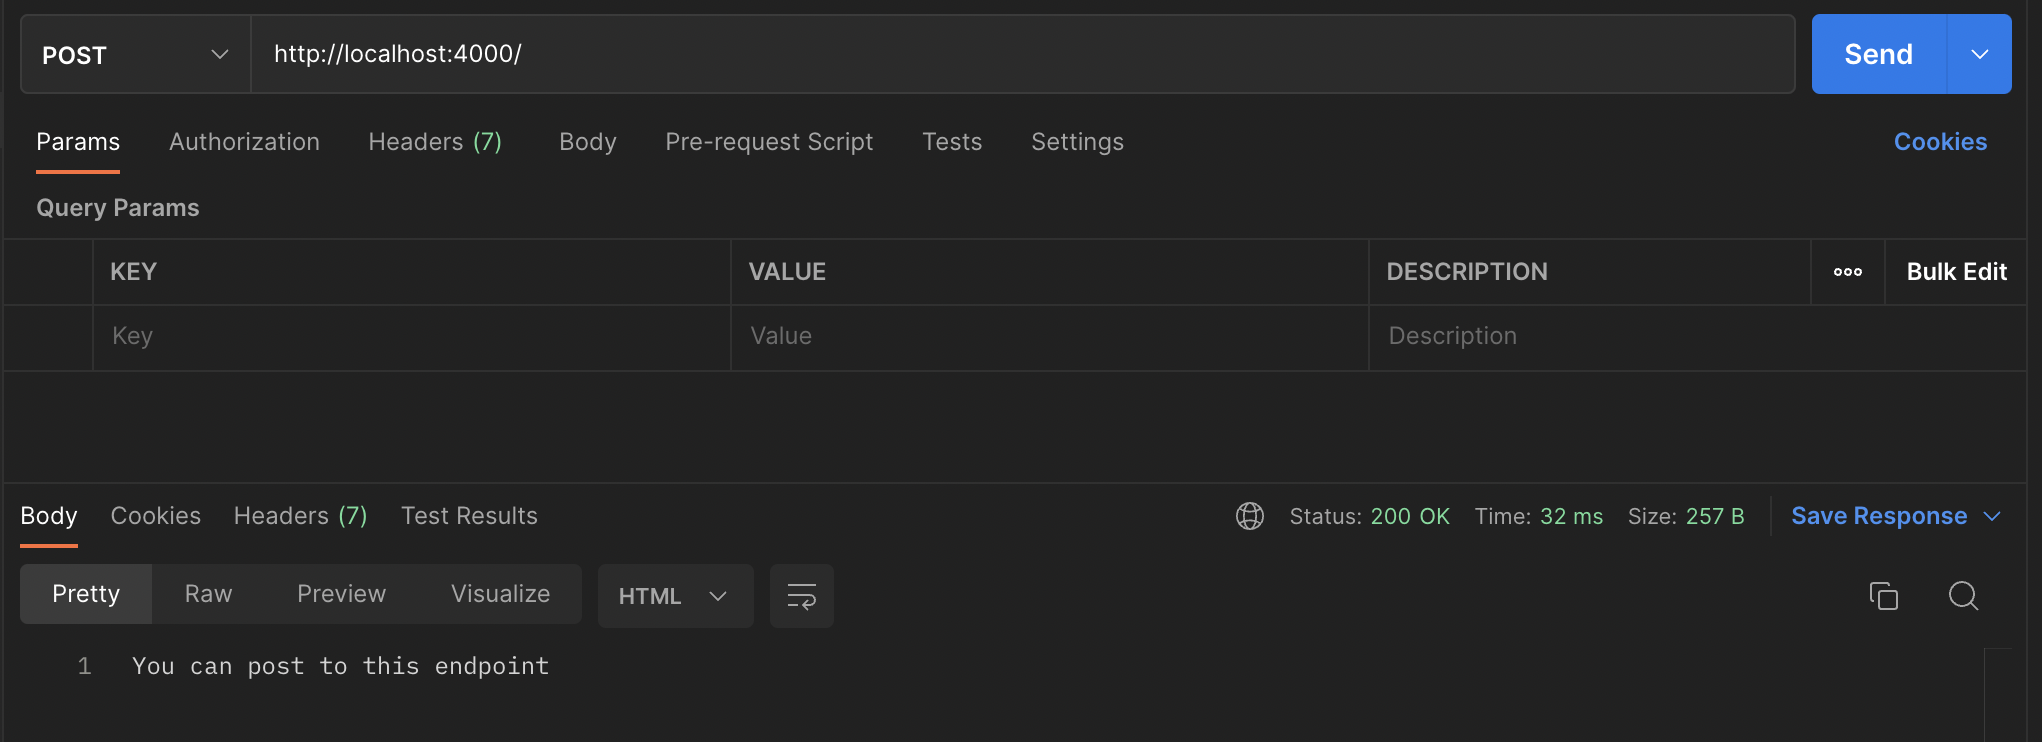 POST http://localhost:4000/ Send
Params Authorization Headers (7) Body Pre-request Script Tests Settings Cookies
Query Params
KEY VALUE DESCRIPTION ooo Bulk Edit
Key Value Description
Body Cookies Headers (7) Test Results Status: 200 OK Time: 32 ms Size: 257 B Save Response
Pretty Raw Preview Visualize HTML
1 You can post to this endpoint